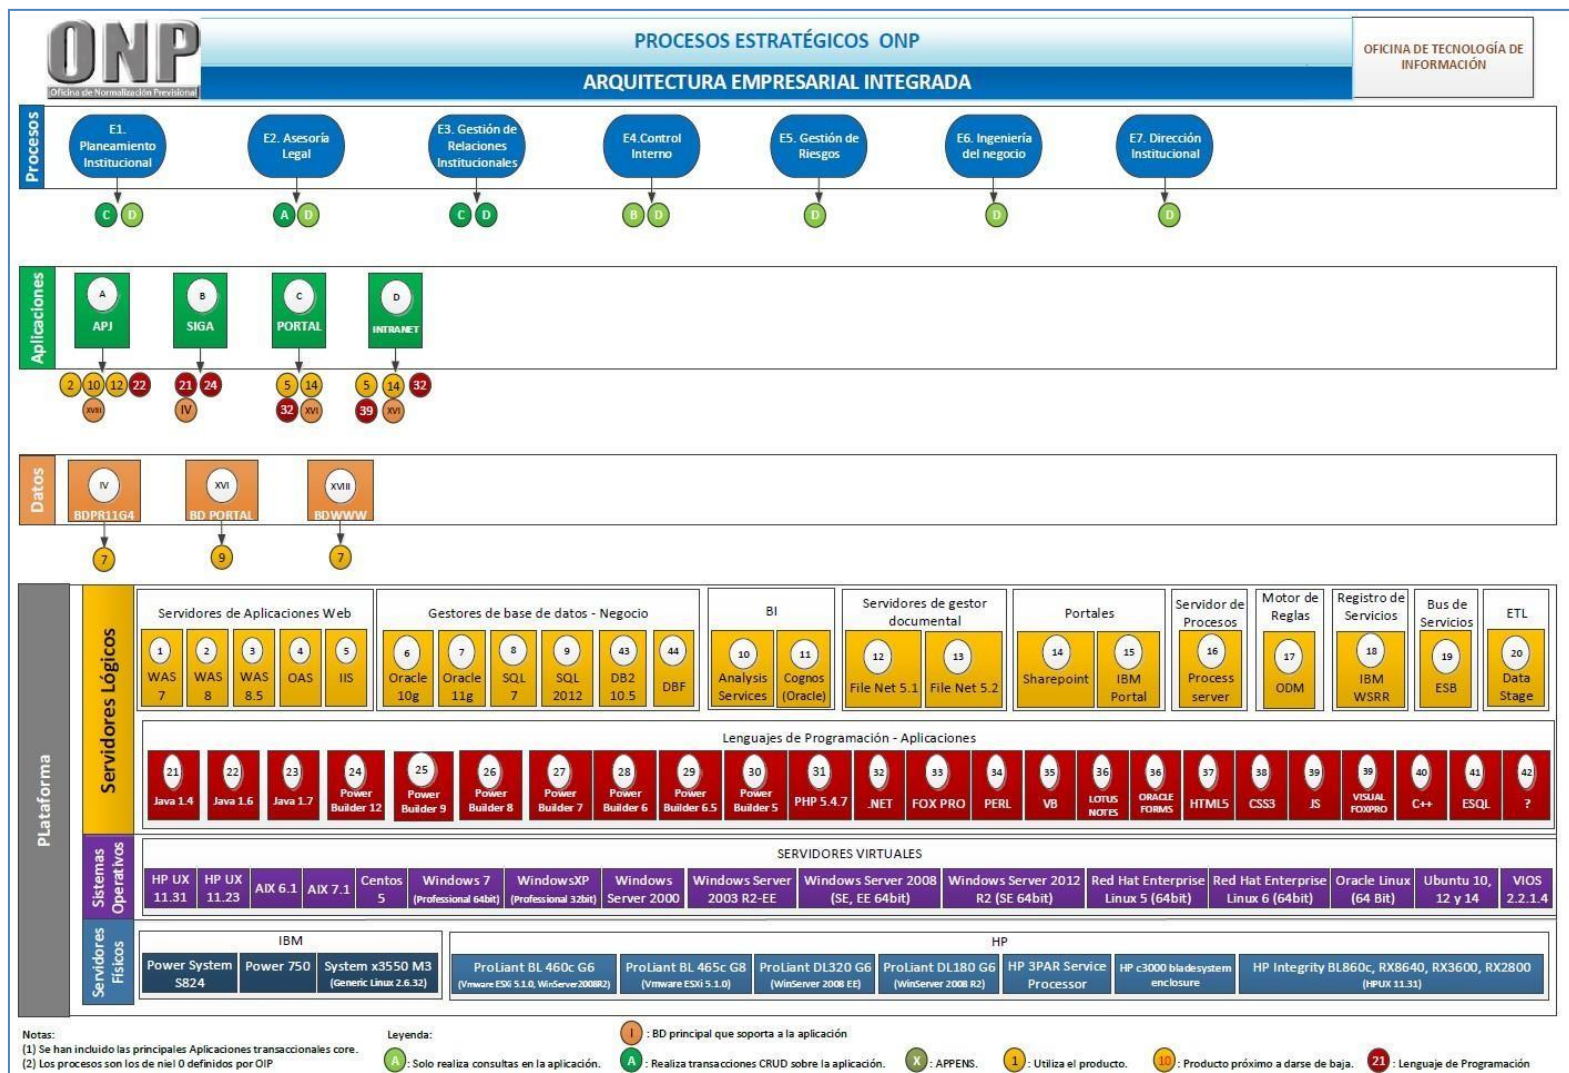 ONP
Oficina de Normalización Previsional
PROCESOS ESTRATÉGICOS ONP
ARQUITECTURA EMPRESARIAL INTEGRADA
OFICINA DE TECNOLOGÍA DE
INFORMACIÓN
Procesos
E1.
Planeamiento
Institucional
E2. Asesoría
Legal
E3. Gestión de
Relaciones
Institucionales
E4.Control
Interno
E5. Gestión de
Riesgos
E6. Ingeniería
del negocio
E7. Dirección
Institucional
C D
A D
C D
B D
D
D
D
Aplicaciones
A
APJ
B
SIGA
C
PORTAL
D
INTRANET
2 10 12 22
XVIII
21 24
IV
5 14
32 XVI
5 14 32
39 XVI
Datos
IV
BDPR11G4
XVI
BD PORTAL
XVIII
BDWWW
7
9
7
PLataforma
Servidores Lógicos
Servidores de Aplicaciones Web
1
WAS
7
2
WAS
8
3
WAS
8.5
4
OAS
5
IIS
Gestores de base de datos - Negocio
6
Oracle
10g
7
Oracle
11g
8
SQL
7
9
SQL
2012
43
DB2
10.5
44
DBF
BI
10
Analysis
Services
11
Cognos
(Oracle)
Servidores de gestor
documental
12
File Net 5.1
13
File Net 5.2
Portales
14
Sharepoint
15
IBM
Portal
Servidor de
Procesos
16
Process
server
Motor de
Reglas
17
ODM
Registro de
Servicios
18
IBM
WSRR
Bus de
Servicios
19
ESB
ETL
20
Data
Stage
Lenguajes de Programación - Aplicaciones
21
Java 1.4
22
Java 1.6
23
Java 1.7
24
Power
Builder 12
25
Power
Builder 9
26
Power
Builder 8
27
Power
Builder 7
28
Power
Builder 6
29
Power
Builder 6.5
30
Power
Builder 5
31
PHP 5.4.7
32
.NET
33
FOX PRO
34
PERL
35
VB
36
LOTUS
NOTES
36
ORACLE
FORMS
37
HTML5
38
CSS3
39
JS
39
VISUAL
FOXPRO
40
C++
41
ESQL
42
?
Sistemas
Operativos
SERVIDORES VIRTUALES
HP UX
11.31
HP UX
11.23
AIX 6.1
AIX 7.1
Centos
5
Windows 7
(Professional 64bit)
WindowsXP
(Professional 32bit)
Windows
Server 2000
Windows Server
2003 R2-EE
Windows Server 2008
(SE, EE 64bit)
Windows Server 2012
R2 (SE 64bit)
Red Hat Enterprise
Linux 5 (64bit)
Red Hat Enterprise
Linux 6 (64bit)
Oracle Linux
(64 Bit)
Ubuntu 10,
12 y 14
VIOS
2.2.1.4
Servidores
Físicos
IBM
Power System
S824
Power 750
System x3550 M3
(Generic Linux 2.6.32)
HP
ProLiant BL 460c G6
(Vmware ESXi 5.1.0, WinServer2008R2)
ProLiant BL 465c G8
(Vmware ESXi 5.1.0)
ProLiant DL320 G6
(WinServer 2008 EE)
ProLiant DL180 G6
(WinServer 2008 R2)
HP 3PAR Service
Processor
HP c3000 bladesystem
enclosure
HP Integrity BL860c, RX8640, RX3600, RX2800
(HPUX 11.31)
Notas:
(1) Se han incluido las principales Aplicaciones transaccionales core.
(2) Los procesos son los de niel 0 definidos por OIP
Leyenda:
I : BD principal que soporta a la aplicación
A : Solo realiza consultas en la aplicación.
A : Realiza transacciones CRUD sobre la aplicación.
X : APPENS.
1 : Utiliza el producto.
10 : Producto próximo a darse de baja.
21 : Lenguaje de Programación